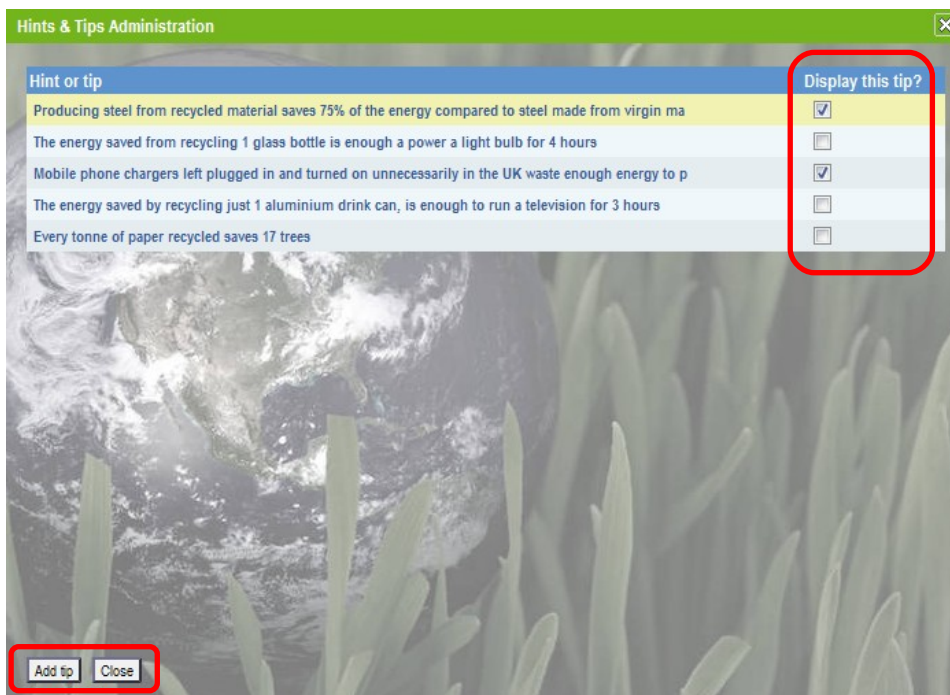 Hints & Tips Administration
Hint or tip Display this tip?
Producing steel from recycled material saves 75% of the energy compared to steel made from virgin ma
The energy saved from recycling 1 glass bottle is enough a power a light bulb for 4 hours
Mobile phone chargers left plugged in and turned on unnecessarily in the UK waste enough energy to p
The energy saved by recycling just 1 aluminium drink can, is enough to run a television for 3 hours
Every tonne of paper recycled saves 17 trees
Add tip Close